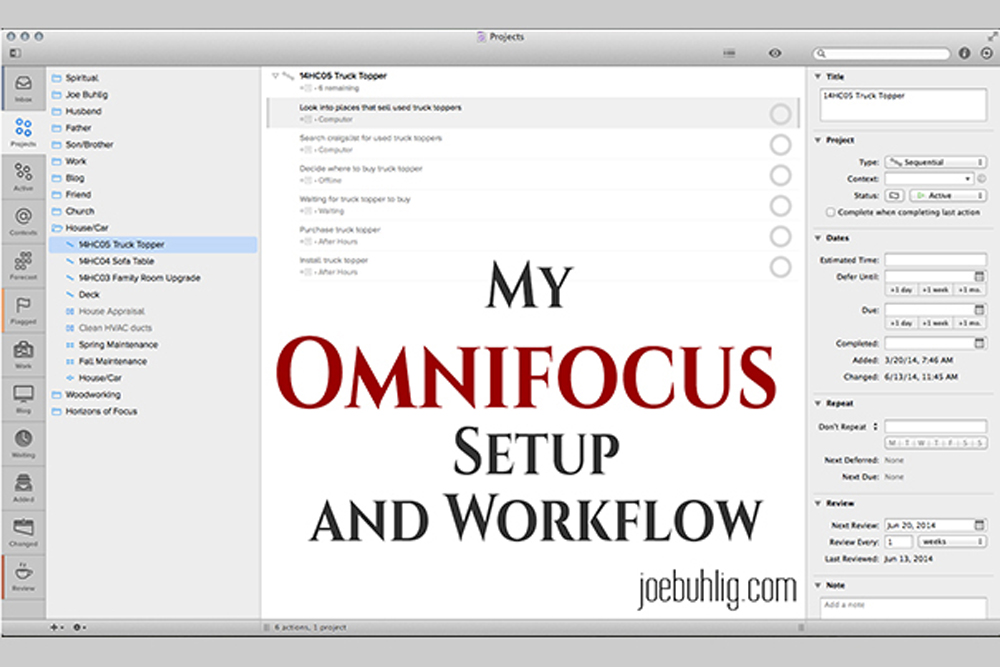 Projects
Inbox
Projects
Active
Contexts
Forecast
Flagged
Work
Blog
Waiting
Added
Changed
Review
Spiritual
Joe Buhlig
Husband
Father
Son/Brother
Work
Blog
Friend
Church
House/Car
14HC05 Truck Topper
14HC04 Sofa Table
14HC03 Family Room Upgrade
Deck
House Appraisal
Clean HVAC ducts
Spring Maintenance
Fall Maintenance
House/Car
Woodworking
Horizons of Focus
14HC05 Truck Topper
6 remaining
Look into places that sell used truck toppers
Computer
Search craigslist for used truck toppers
Computer
Decide where to buy truck topper
Offline
Waiting for truck topper to buy
Waiting
Purchase truck topper
After Hours
Install truck topper
After Hours
My
Omnifocus
Setup
and Workflow
joebuhlig.com
6 actions, 1 project
Title
14HC05 Truck Topper
Project
Type: Sequential
Context:
Status: Active
Complete when completing last action
Dates
Estimated Time:
Defer Until:
+1 day +1 week +1 mo.
Due:
+1 day +1 week +1 mo.
Completed:
Added: 3/20/14, 7:46 AM
Changed: 6/13/14, 11:45 AM
Repeat
Don't Repeat
M T W T F S S
Next Deferred: None
Next Due: None
Review
Next Review: Jun 20, 2014
Review Every: 1 weeks
Last Reviewed: Jun 13, 2014
Note
Add a note